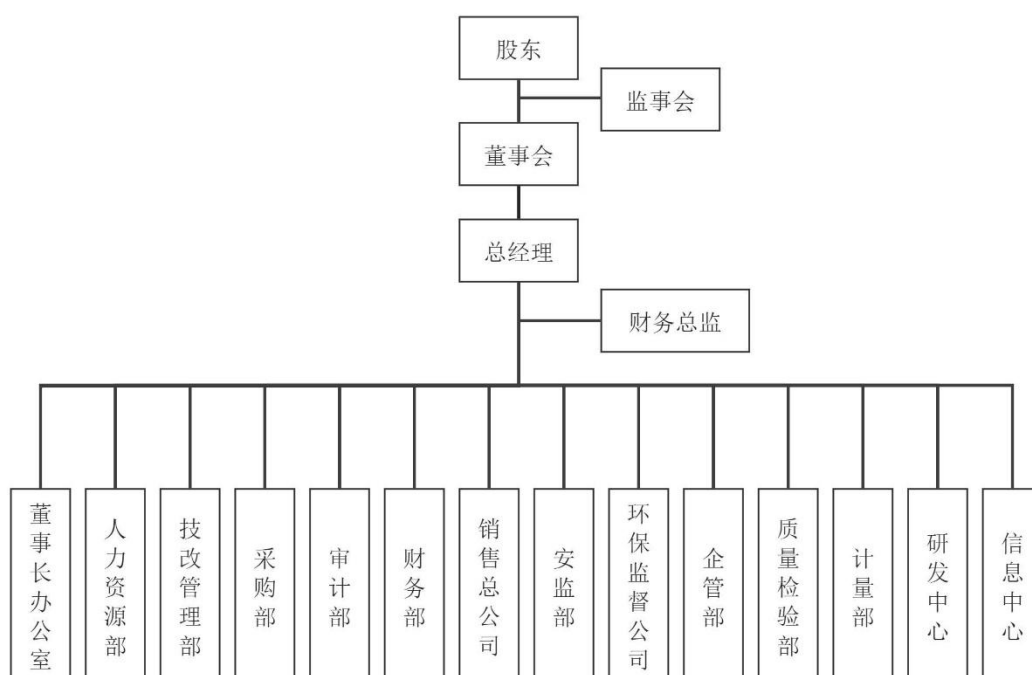 股东
监事会
董事会
总经理
财务总监
董事长办公室
人力资源部
技改管理部
采购部
审计部
财务部
销售总公司
安监部
环保监督公司
企管部
质量检验部
计量部
研发中心
信息中心